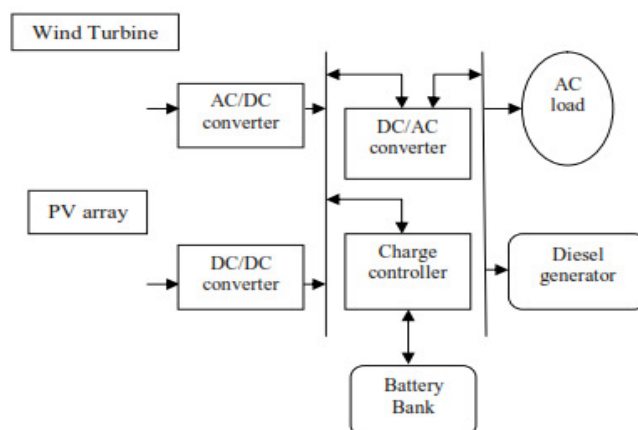 Wind Turbine
AC/DC
converter
DC/AC
converter
AC
load
PV array
DC/DC
converter
Charge
controller
Diesel
generator
Battery
Bank